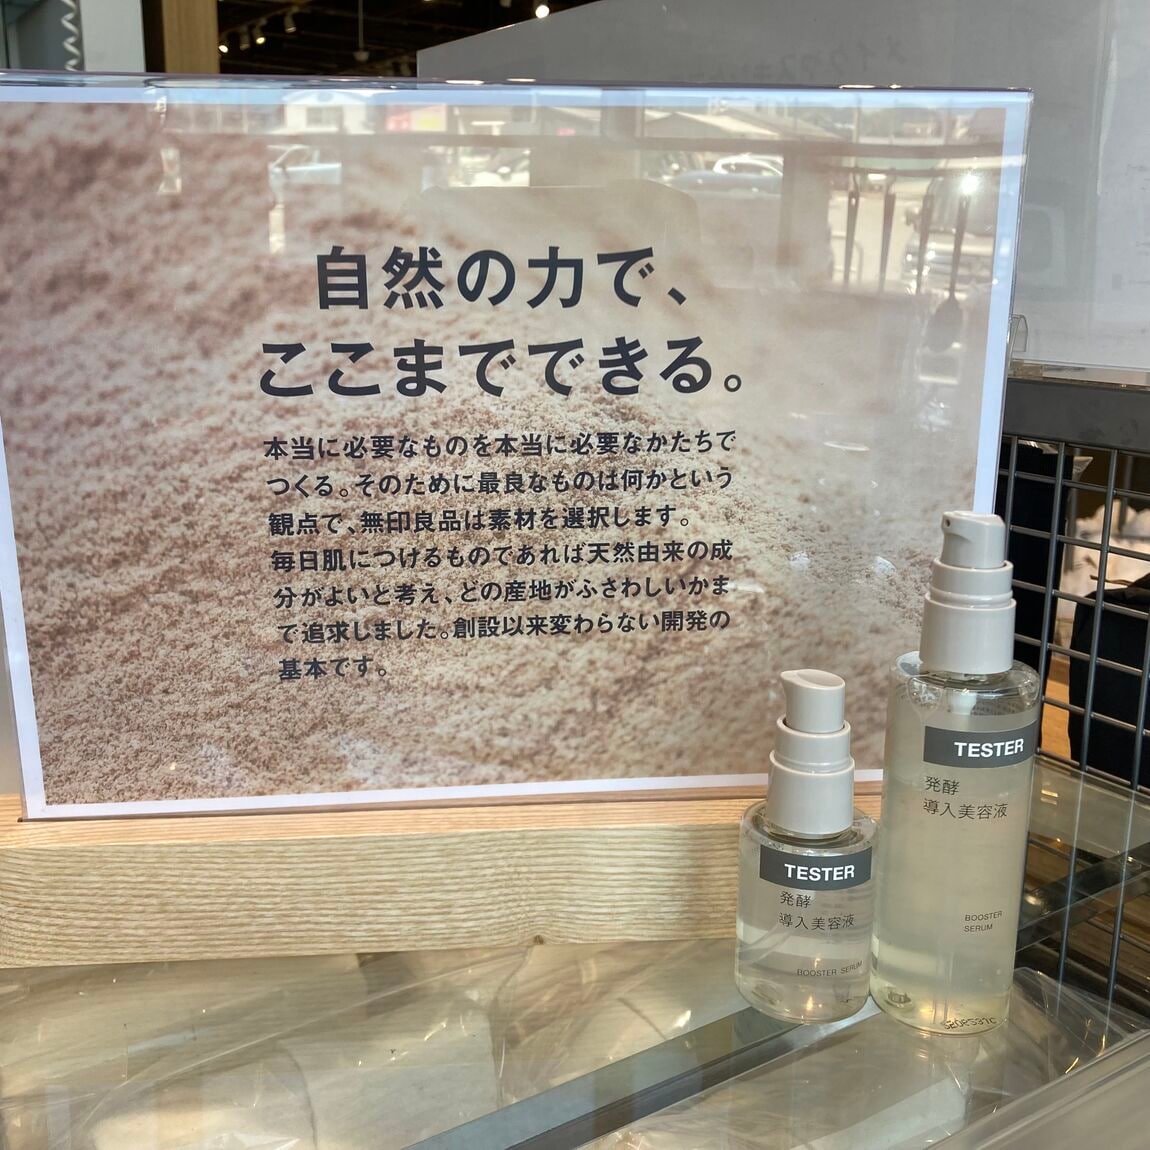 自然の力で、
ここまでできる。
本当に必要なものを本当に必要なかたちで
つくる。そのために最良なものは何かという
観点で、無印良品は素材を選択します。
毎日肌につけるものであれば天然由来の成
分がよいと考え、どの産地がふさわしいかま
で追求しました。創設以来変わらない開発の
基本です。
TESTER
発酵
導入美容液
BOOSTER SERUM
TESTER
発酵
導入美容液
BOOSTER
SERUM